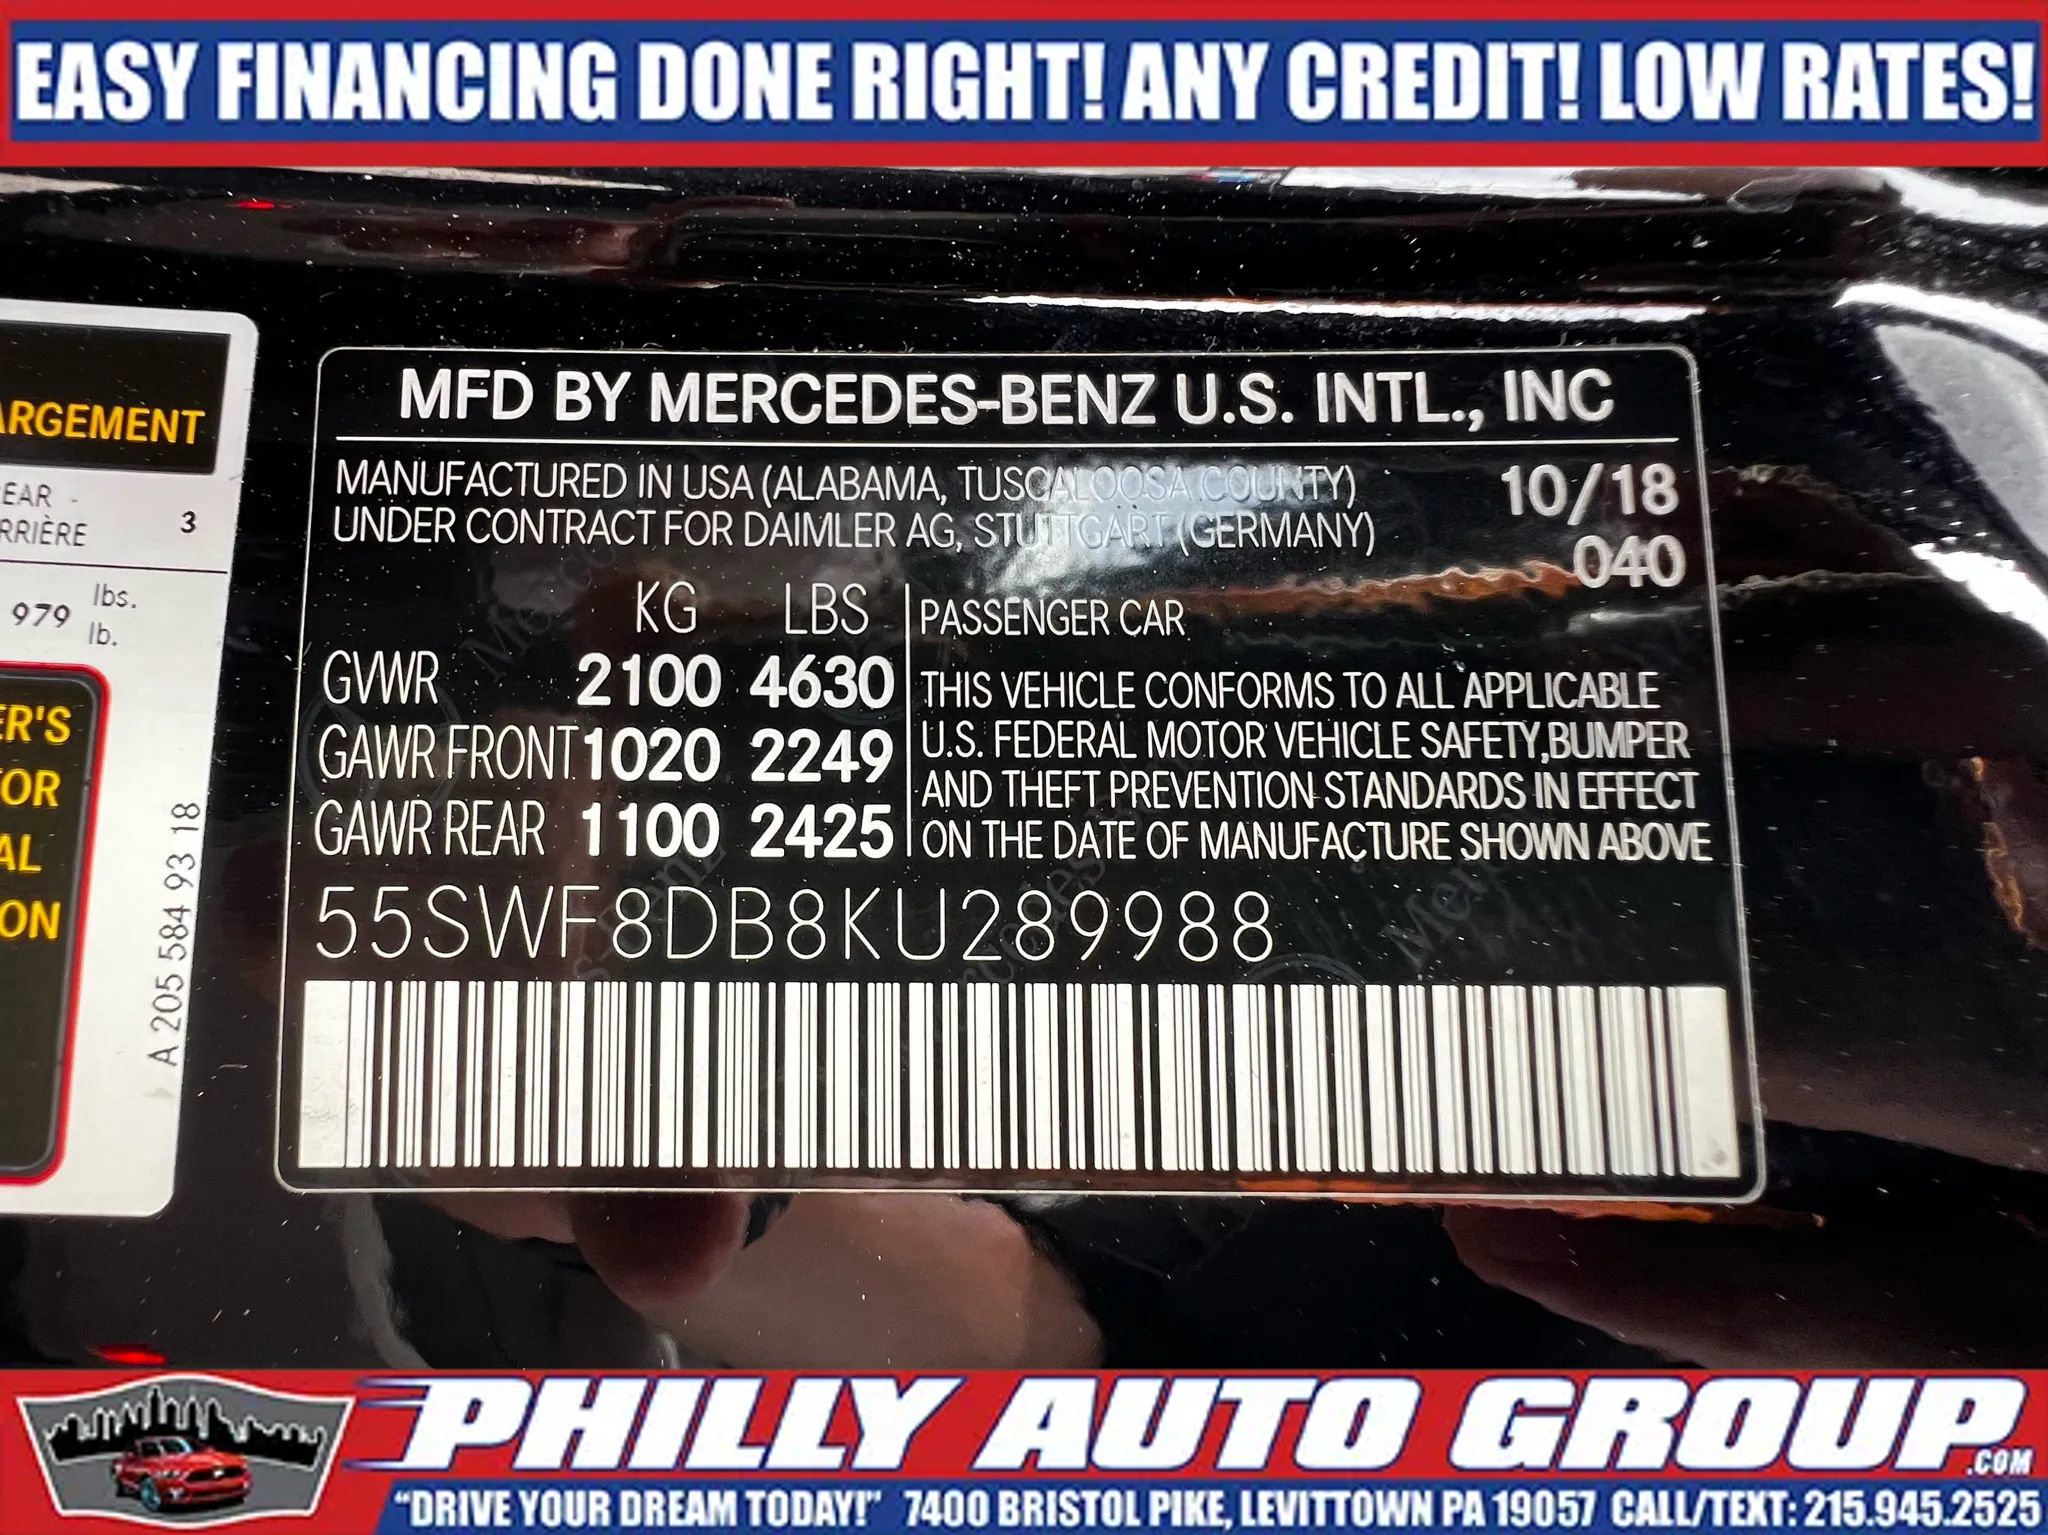 EASY FINANCING DONE RIGHT! ANY CREDIT! LOW RATES!
ARGEMENT
EAR -
RRIÈRE 3
979 lbs.
lb.
ER'S
OR
AL
ON
A 205 584 93 18
MFD BY MERCEDES-BENZ U.S. INTL., INC
MANUFACTURED IN USA (ALABAMA, TUSCALOOSA COUNTY) 10/18
UNDER CONTRACT FOR DAIMLER AG, STUTTGART (GERMANY) 040
KG LBS
GVWR 2100 4630
GAWR FRONT 1020 2249
GAWR REAR 1100 2425
PASSENGER CAR
THIS VEHICLE CONFORMS TO ALL APPLICABLE
U.S. FEDERAL MOTOR VEHICLE SAFETY, BUMPER
AND THEFT PREVENTION STANDARDS IN EFFECT
ON THE DATE OF MANUFACTURE SHOWN ABOVE
55SWF8DB8KU289988
PHILLY AUTO GROUP.COM
"DRIVE YOUR DREAM TODAY!" 7400 BRISTOL PIKE, LEVITTOWN PA 19057 CALL/TEXT: 215.945.2525